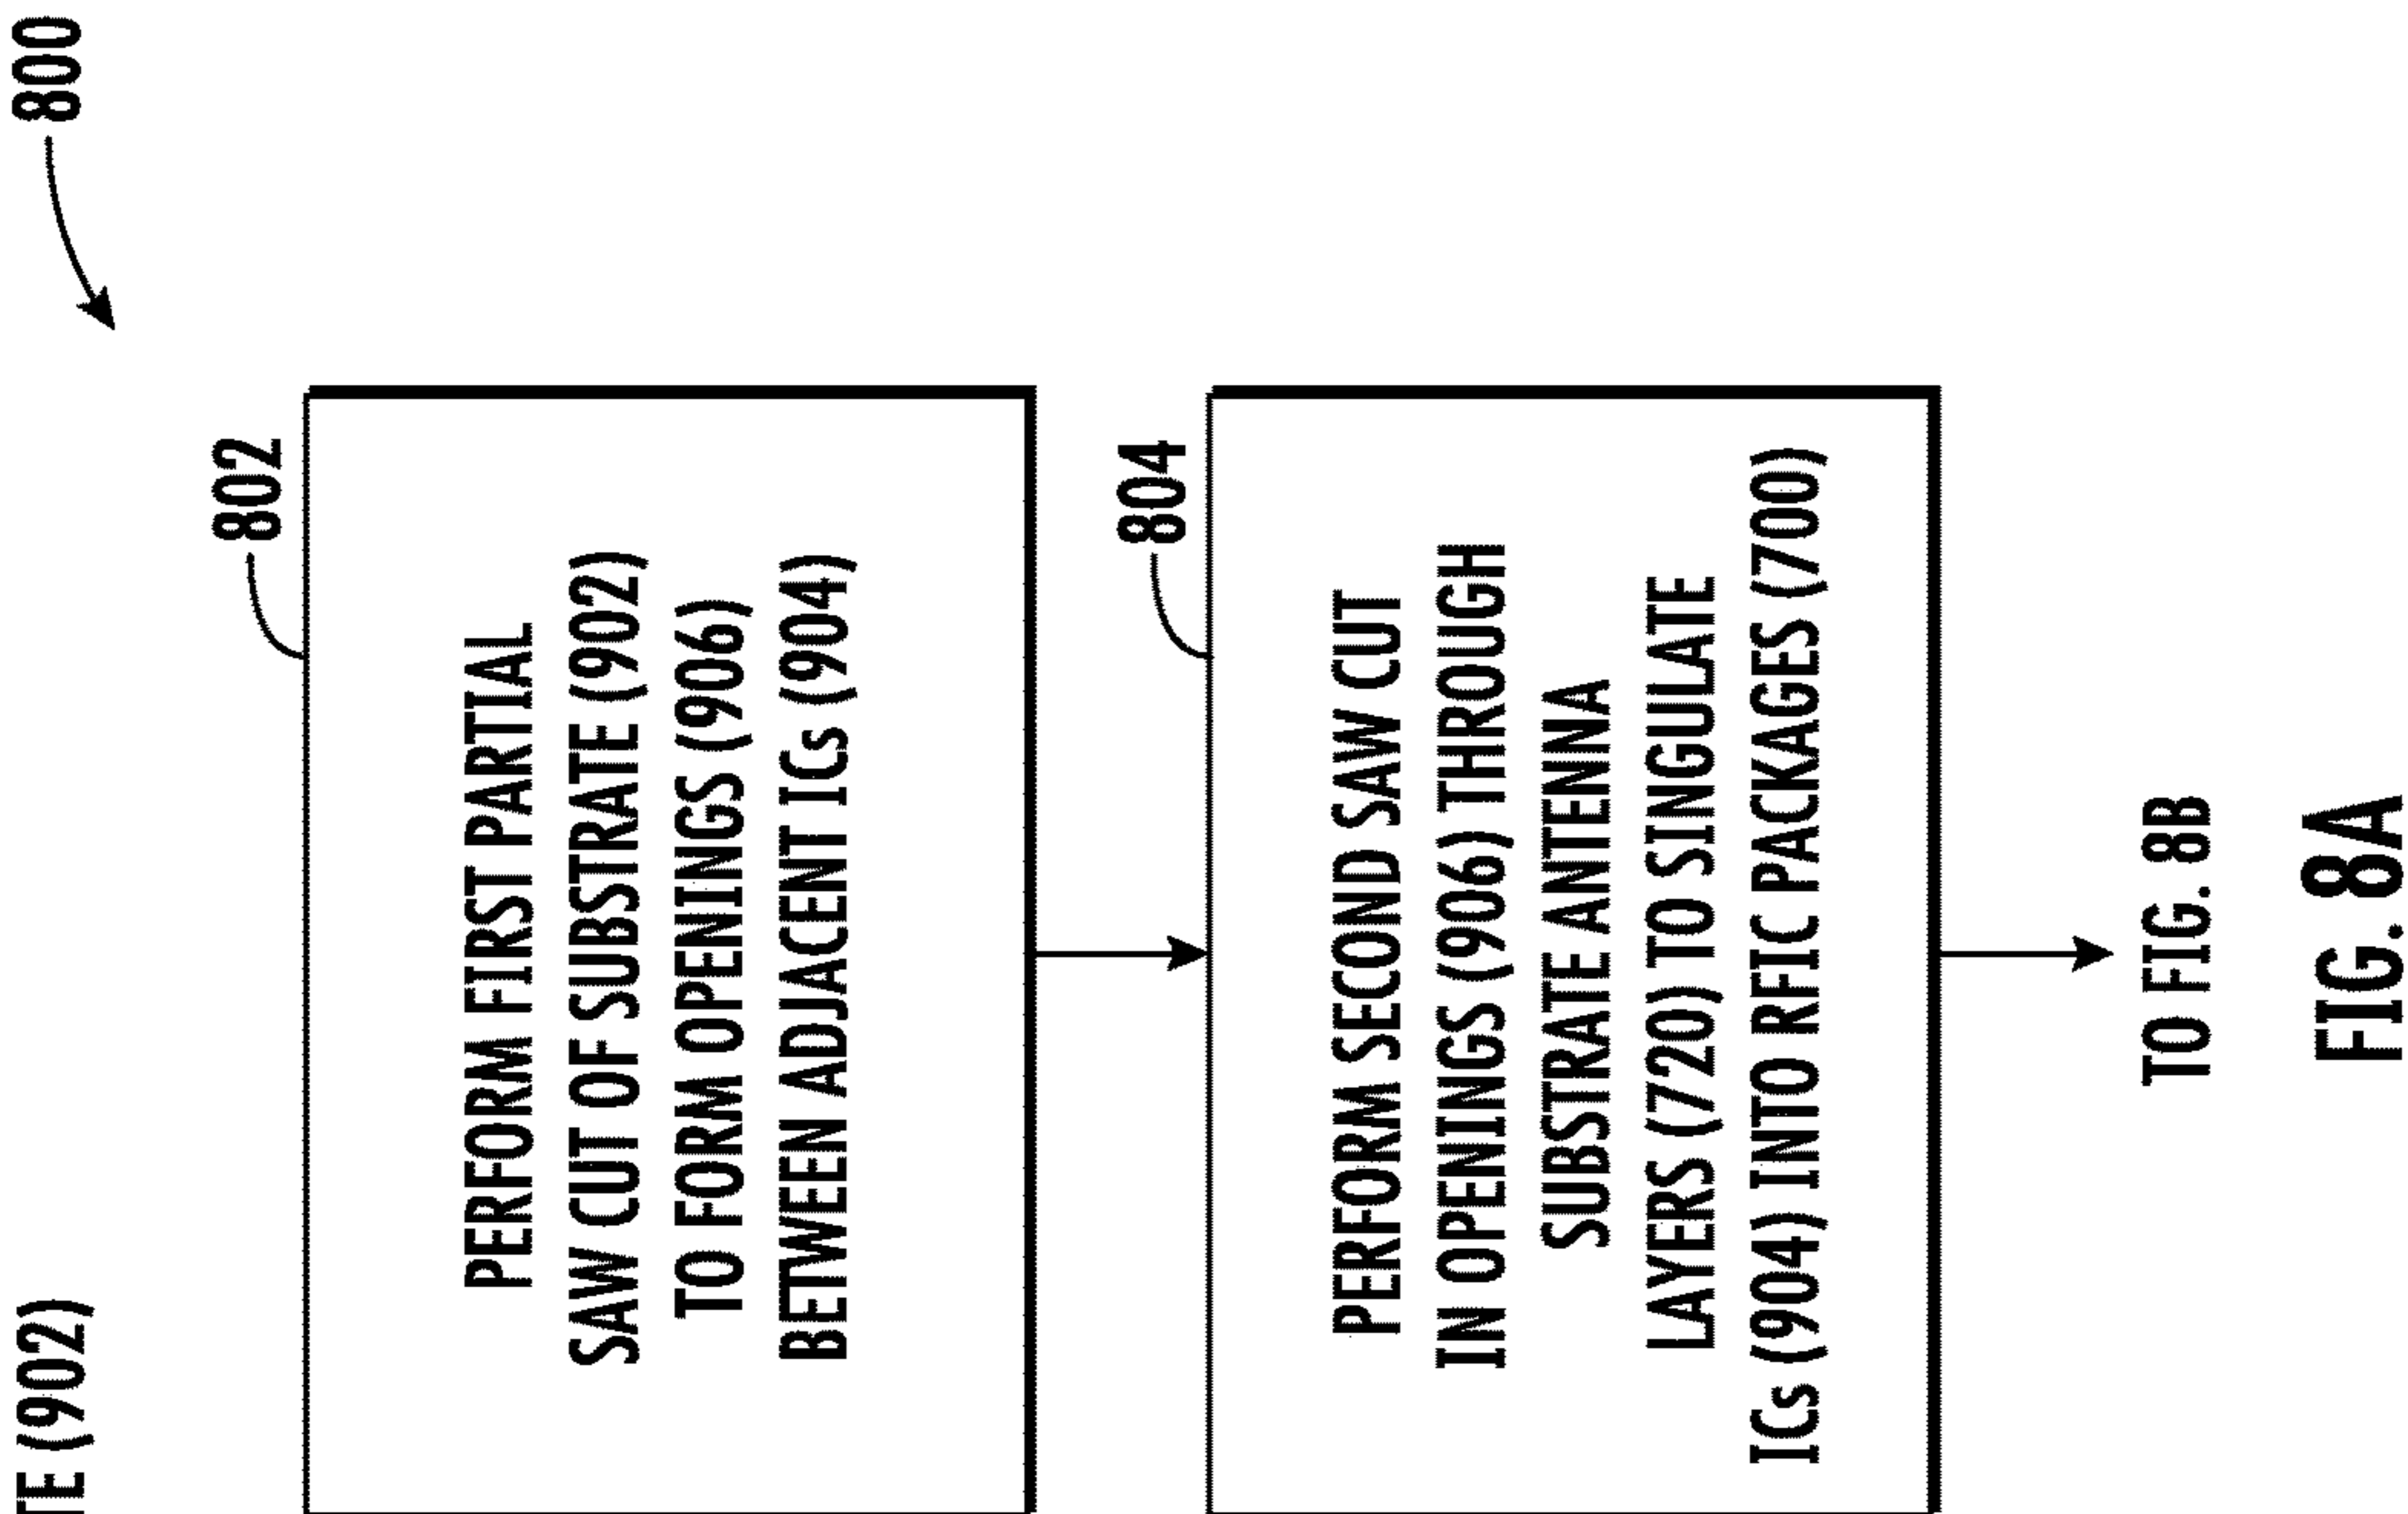 800
TE (902)
802
PERFORM FIRST PARTIAL
SAW CUT OF SUBSTRATE (902)
TO FORM OPENINGS (906)
BETWEEN ADJACENT ICs (904)
804
PERFORM SECOND SAW CUT
IN OPENINGS (906) THROUGH
SUBSTRATE ANTENNA
LAYERS (720) TO SINGULATE
ICs (904) INTO RFIC PACKAGES (700)
TO FIG. 8B
FIG. 8A